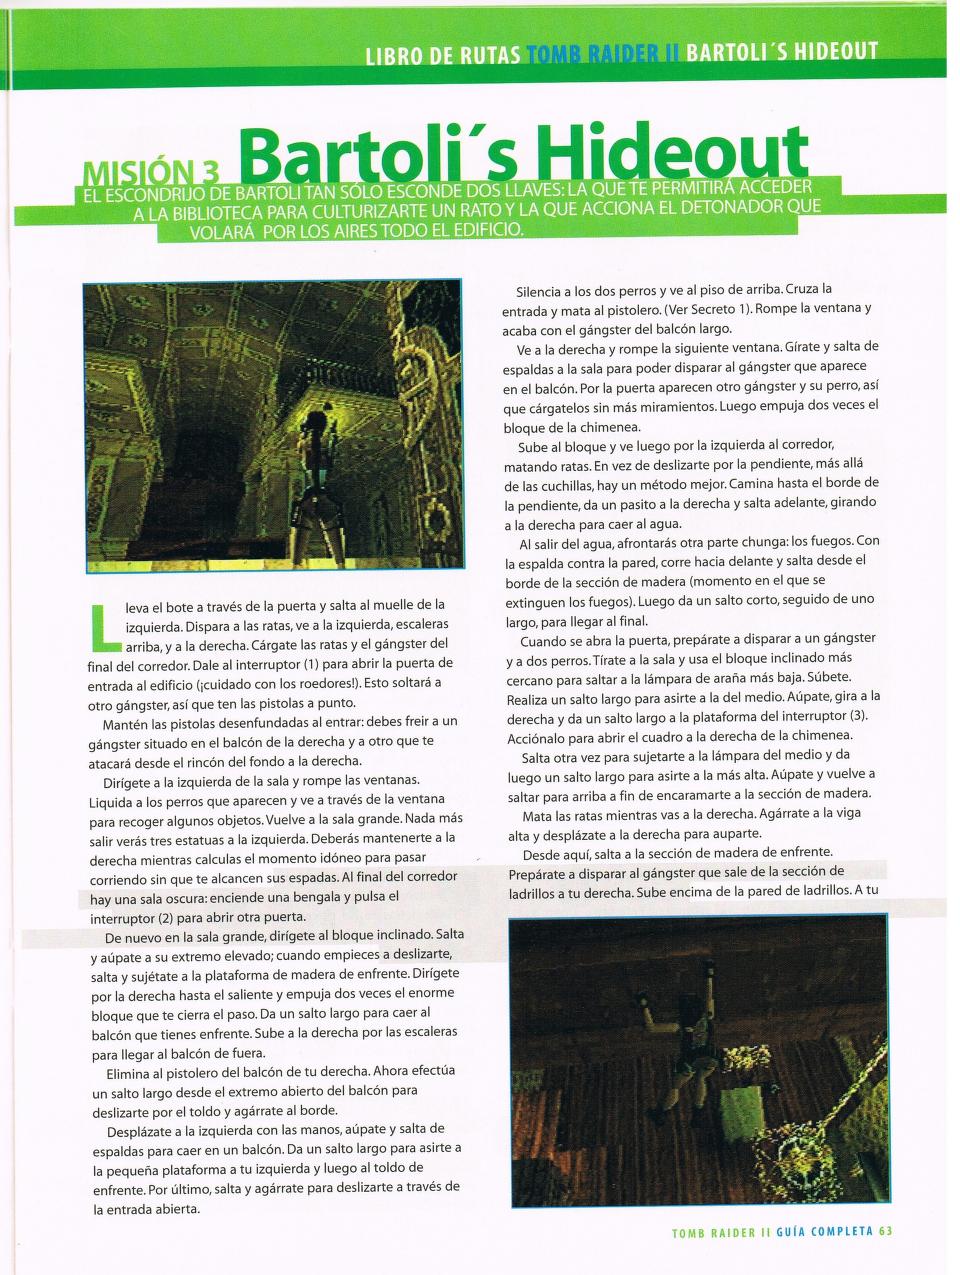 LIBRO DE RUTAS TOMB RAIDER II BARTOLI´S HIDEOUT
MISIÓN 3 Bartoli´s Hideout
EL ESCONDRIJO DE BARTOLI TAN SÓLO ESCONDE DOS LLAVES: LA QUE TE PERMITIRÁ ACCEDER
A LA BIBLIOTECA PARA CULTURIZARTE UN RATO Y LA QUE ACCIONA EL DETONADOR QUE
VOLARÁ POR LOS AIRES TODO EL EDIFICIO.
Lleva el bote a través de la puerta y salta al muelle de la
izquierda. Dispara a las ratas, ve a la izquierda, escaleras
arriba, y a la derecha. Cárgate las ratas y el gángster del
final del corredor. Dale al interruptor (1) para abrir la puerta de
entrada al edificio (¡cuidado con los roedores!). Esto soltará a
otro gángster, así que ten las pistolas a punto.
Mantén las pistolas desenfundadas al entrar: debes freir a un
gángster situado en el balcón de la derecha y a otro que te
atacará desde el rincón del fondo a la derecha.
Dirígete a la izquierda de la sala y rompe las ventanas.
Liquida a los perros que aparecen y ve a través de la ventana
para recoger algunos objetos. Vuelve a la sala grande. Nada más
salir verás tres estatuas a la izquierda. Deberás mantenerte a la
derecha mientras calculas el momento idóneo para pasar
corriendo sin que te alcancen sus espadas. Al final del corredor
hay una sala oscura: enciende una bengala y pulsa el
interruptor (2) para abrir otra puerta.
De nuevo en la sala grande, dirígete al bloque inclinado. Salta
y aúpate a su extremo elevado; cuando empieces a deslizarte,
salta y sujétate a la plataforma de madera de enfrente. Dirígete
por la derecha hasta el saliente y empuja dos veces el enorme
bloque que te cierra el paso. Da un salto largo para caer al
balcón que tienes enfrente. Sube a la derecha por las escaleras
para llegar al balcón de fuera.
Elimina al pistolero del balcón de tu derecha. Ahora efectúa
un salto largo desde el extremo abierto del balcón para
deslizarte por el toldo y agárrate al borde.
Desplázate a la izquierda con las manos, aúpate y salta de
espaldas para caer en un balcón. Da un salto largo para asirte a
la pequeña plataforma a tu izquierda y luego al toldo de
enfrente. Por último, salta y agárrate para deslizarte a través de
la entrada abierta.
Silencia a los dos perros y ve al piso de arriba. Cruza la
entrada y mata al pistolero. (Ver Secreto 1). Rompe la ventana y
acaba con el gángster del balcón largo.
Ve a la derecha y rompe la siguiente ventana. Gírate y salta de
espaldas a la sala para poder disparar al gángster que aparece
en el balcón. Por la puerta aparecen otro gángster y su perro, así
que cárgatelos sin más miramientos. Luego empuja dos veces el
bloque de la chimenea.
Sube al bloque y ve luego por la izquierda al corredor,
matando ratas. En vez de deslizarte por la pendiente, más allá
de las cuchillas, hay un método mejor. Camina hasta el borde de
la pendiente, da un pasito a la derecha y salta adelante, girando
a la derecha para caer al agua.
Al salir del agua, afrontarás otra parte chunga: los fuegos. Con
la espalda contra la pared, corre hacia delante y salta desde el
borde de la sección de madera (momento en el que se
extinguen los fuegos). Luego da un salto corto, seguido de uno
largo, para llegar al final.
Cuando se abra la puerta, prepárate a disparar a un gángster
y a dos perros. Tírate a la sala y usa el bloque inclinado más
cercano para saltar a la lámpara de araña más baja. Súbete.
Realiza un salto largo para asirte a la del medio. Aúpate, gira a la
derecha y da un salto largo a la plataforma del interruptor (3).
Acciónalo para abrir el cuadro a la derecha de la chimenea.
Salta otra vez para sujetarte a la lámpara del medio y da
luego un salto largo para asirte a la más alta. Aúpate y vuelve a
saltar para arriba a fin de encaramarte a la sección de madera.
Mata las ratas mientras vas a la derecha. Agárrate a la viga
alta y desplázate a la derecha para auparte.
Desde aquí, salta a la sección de madera de enfrente.
Prepárate a disparar al gángster que sale de la sección de
ladrillos a tu derecha. Sube encima de la pared de ladrillos. A tu
TOMB RAIDER II GUÍA COMPLETA 63